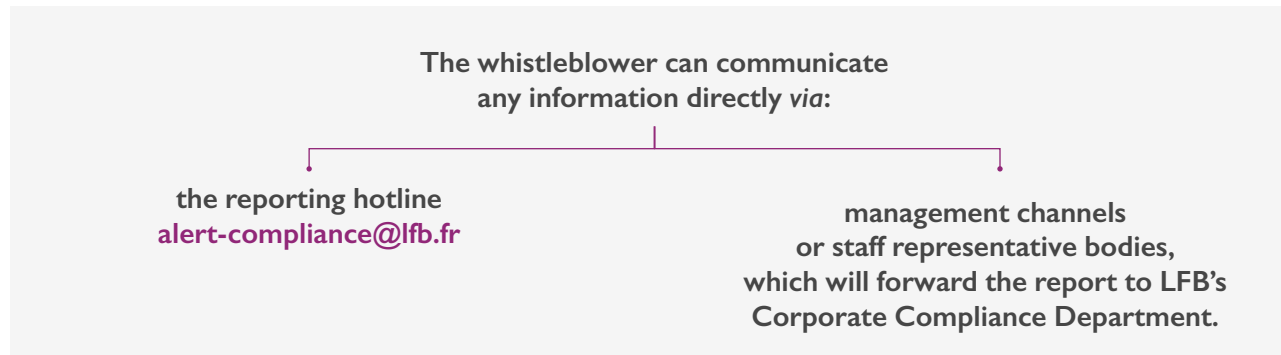 The whistleblower can communicate
any information directly via:
the reporting hotline
alert-compliance@lfb.fr
management channels
or staff representative bodies,
which will forward the report to LFB’s
Corporate Compliance Department.